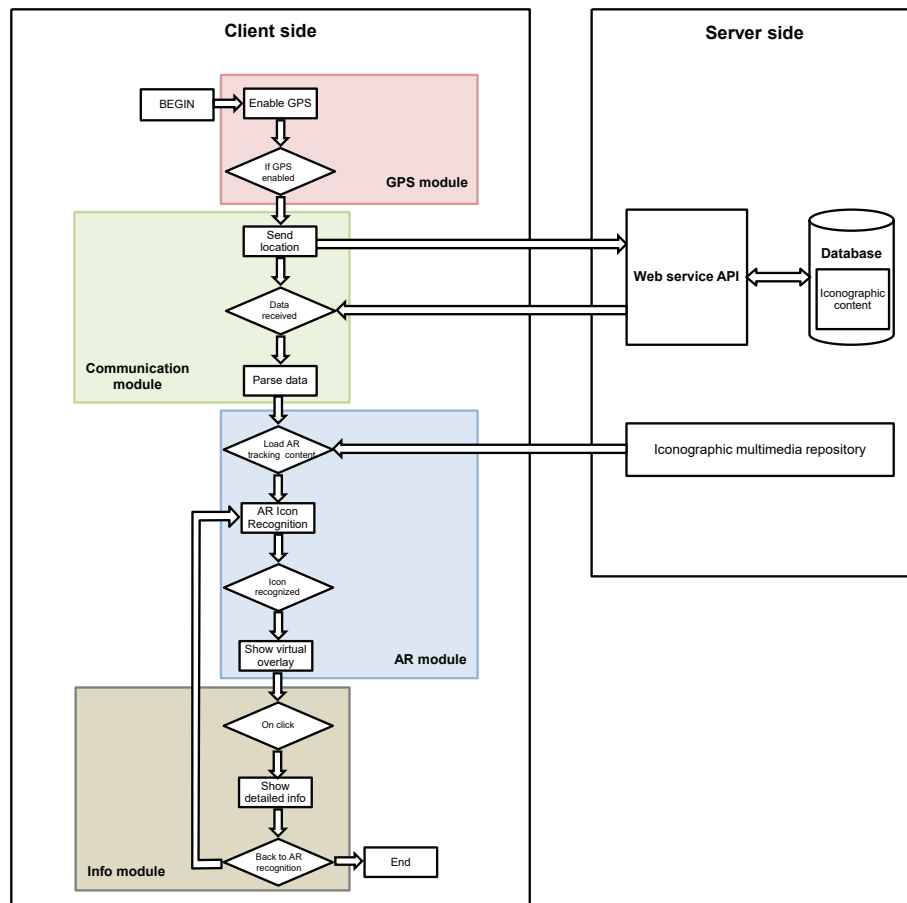 Client side
BEGIN
Enable GPS
If GPS
enabled
GPS module
Send
location
Data
received
Communication
module
Parse data
Load AR
tracking content
AR Icon
Recognition
Icon
recognized
Show virtual
overlay
AR module
On click
Show
detailed info
Back to AR
recognition
End
Info module
Server side
Web service API
Database
Iconographic
content
Iconographic multimedia repository